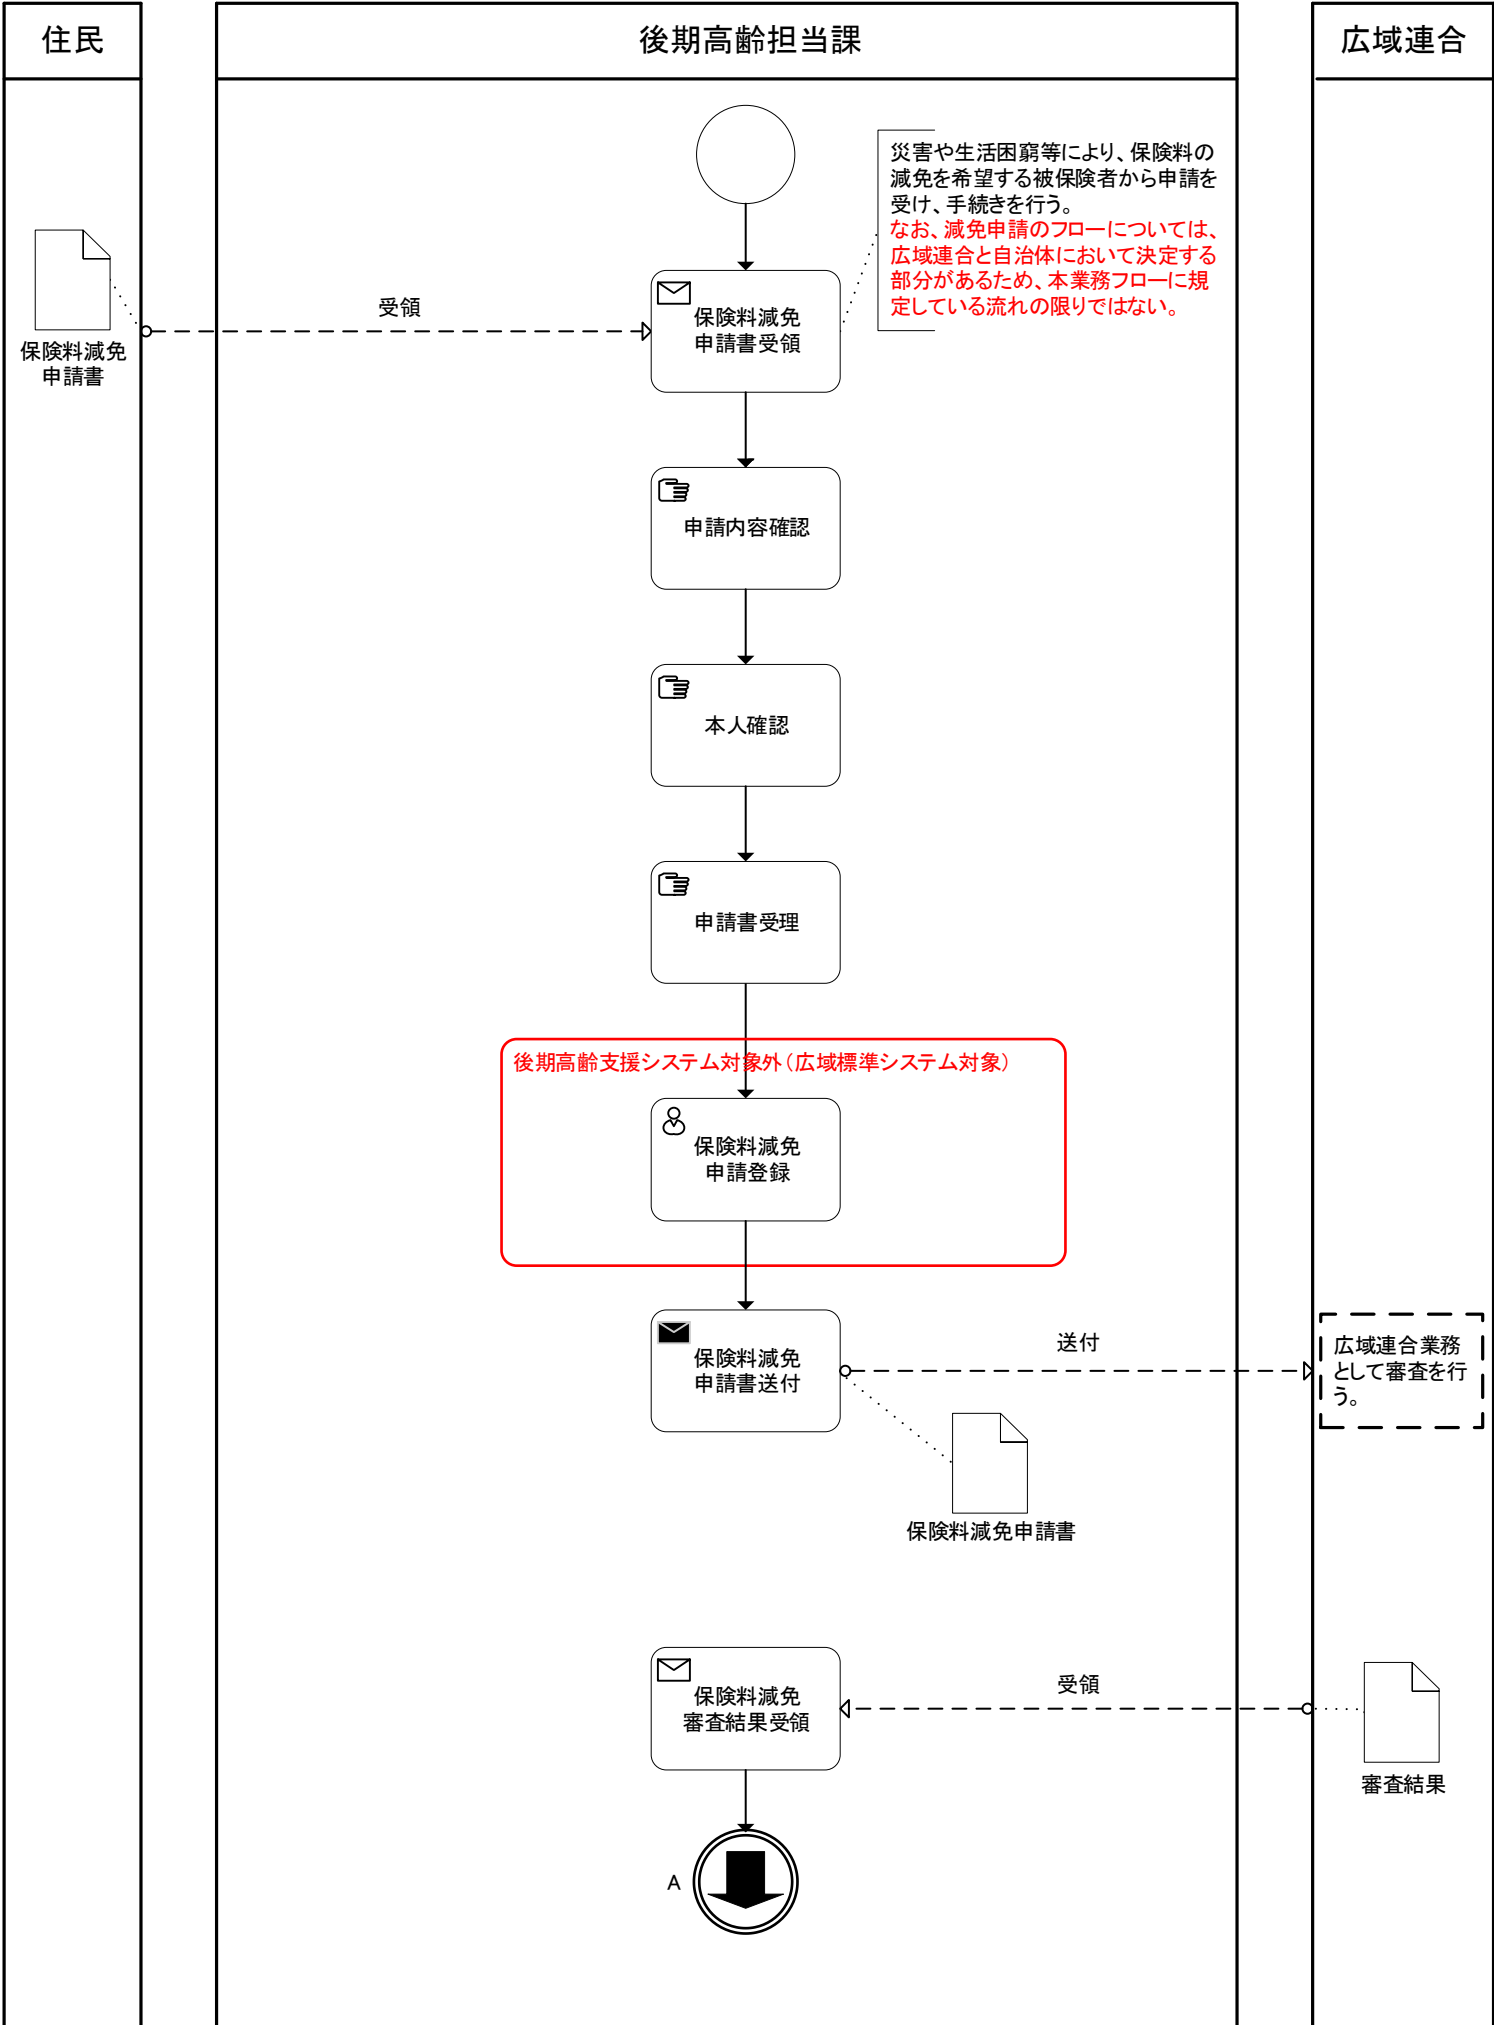 住民
後期高齢担当課
広域連合
災害や生活困窮等により、保険料の
減免を希望する被保険者から申請を
受け、手続きを行う。
なお、減免申請のフローについては、
広域連合と自治体において決定する
部分があるため、本業務フローに規
定している流れの限りではない。
受領
保険料減免
申請書
保険料減免
申請書受領
申請内容確認
本人確認
申請書受理
後期高齢支援システム対象外（広域標準システム対象）
保険料減免
申請登録
保険料減免
申請書送付
送付
広域連合業務
として審査を行
う。
保険料減免申請書
保険料減免
審査結果受領
受領
審査結果
A